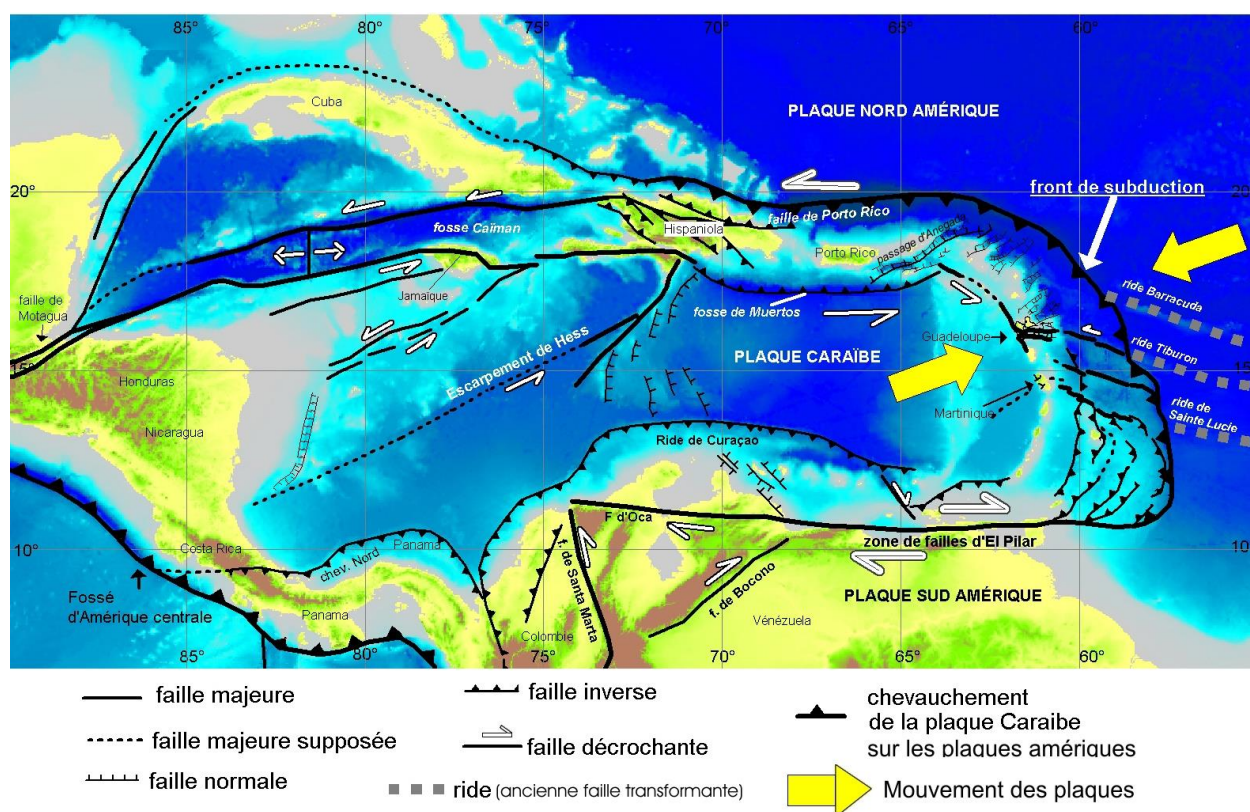 85° 80° 75° 70° 65° 60°
Cuba
PLAQUE NORD AMÉRIQUE
20° 20°
front de subduction
faille de Porto Rico
fosse Caïman
Hispaniola
Porto Rico
passage d'Anegada
Jamaïque
faille de
Motagua
fosse de Muertos
ride Barracuda
Guadeloupe
ride Tiburon
PLAQUE CARAÏBE
Escarpement de Hess
15° 15°
Honduras
Martinique
ride de
Sainte Lucie
Nicaragua
Ride de Curaçao
F d'Oca
zone de failles d'El Pilar
10° 10°
Costa Rica
chev. Nord Panama
f. de Santa Marta
f. de Bocono
PLAQUE SUD AMÉRIQUE
Fossé
d'Amérique centrale
Panama
Colombie
Vénézuela
85° 80° 75° 70° 65° 60°
faille majeure
faille majeure supposée
faille normale
faille inverse
faille décrochante
ride (ancienne faille transformante)
chevauchement
de la plaque Caraibe
sur les plaques amériques
Mouvement des plaques